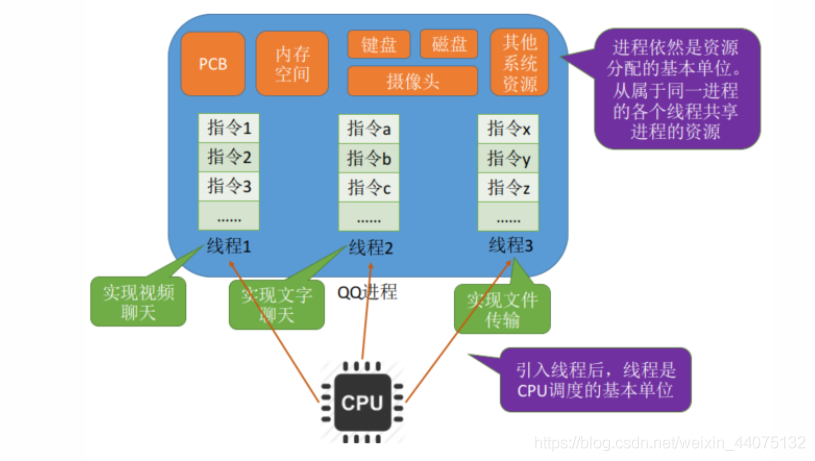 PCB
内存
空间
键盘
磁盘
摄像头
其他
系统
资源
进程依然是资源
分配的基本单位。
从属于同一进程
的各个线程共享
进程的资源
指令1
指令2
指令3
......
线程1
指令a
指令b
指令c
......
线程2
指令x
指令y
指令z
......
线程3
实现视频
聊天
实现文字
聊天
QQ进程
实现文件
传输
引入线程后，线程是
CPU调度的基本单位
CPU
https://blog.csdn.net/weixin_44075132